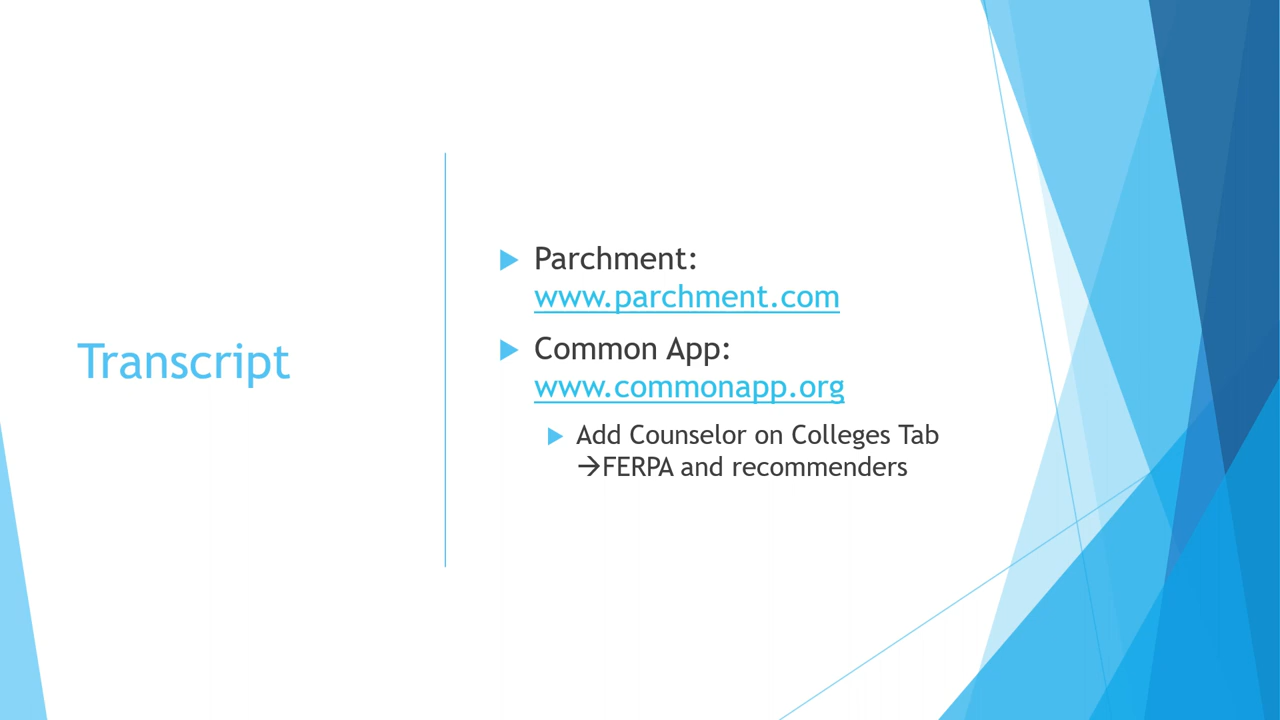 Transcript
Parchment:
www.parchment.com
Common App:
www.commonapp.org
Add Counselor on Colleges Tab
→FERPA and recommenders